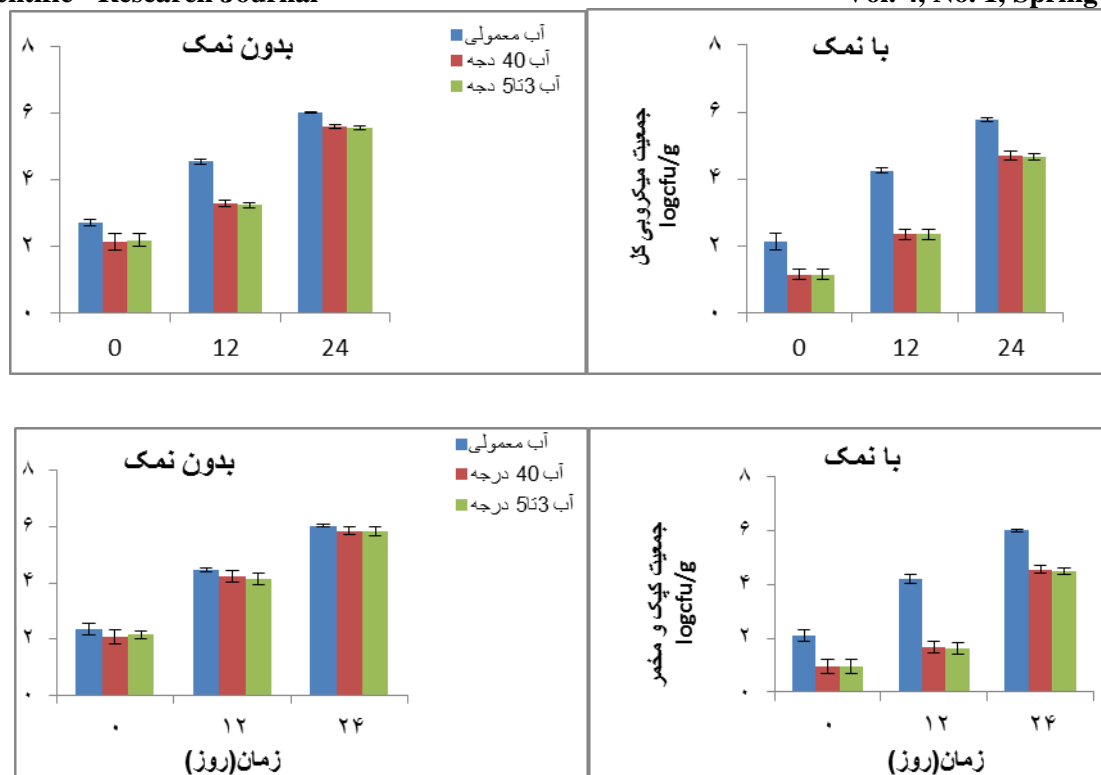 entific - Research Journal
Vol. 4, No. 1, Spring
بدون نمک
آب معمولی
آب 40 دجه
آب 3تا5 دجه
۸
۶
۴
۲
۰
0 12 24
با نمک
جمعیت میکروبی کل
logcfu/g
۸
۶
۴
۲
۰
0 12 24
بدون نمک
آب معمولی
آب 40 درجه
آب 3تا5 درجه
۸
۶
۴
۲
۰
۰ ۱۲ ۲۴
زمان(روز)
با نمک
جمعیت کپک و مخمر
logcfu/g
۸
۶
۴
۲
۰
۰ ۱۲ ۲۴
زمان(روز)